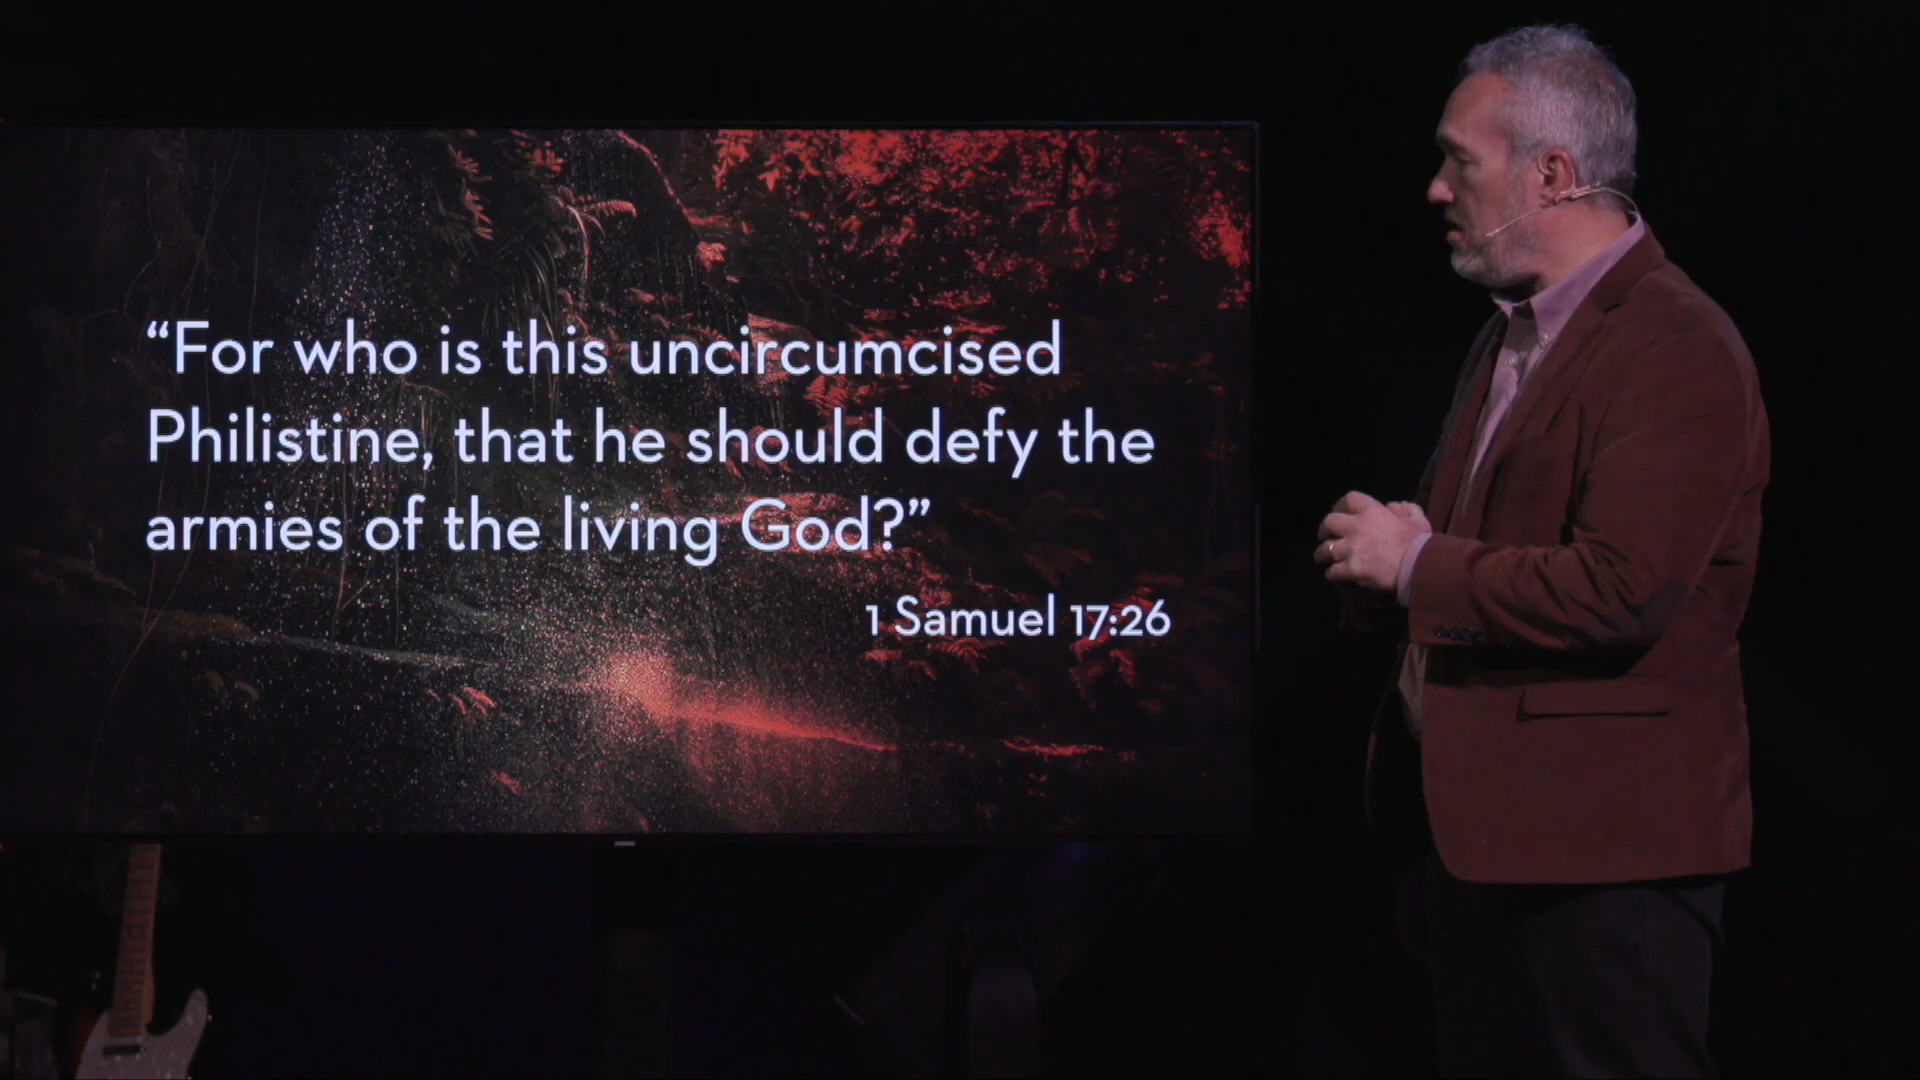 “For who is this uncircumcised
Philistine, that he should defy the
armies of the living God?”
1 Samuel 17:26